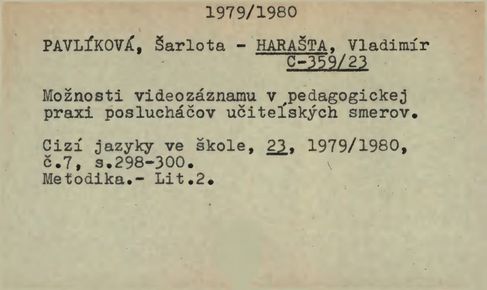 1979/1980
PAVLÍKOVÁ, Šarlota - HARAŠTA, Vladimír
C-359/23
Možnosti videozáznamu v pedagogickej
praxi poslucháčov učiteľských smerov.
Cizí jazyky ve škole, 23, 1979/1980,
č.7, s.298-300.
Metodika.- Lit.2.